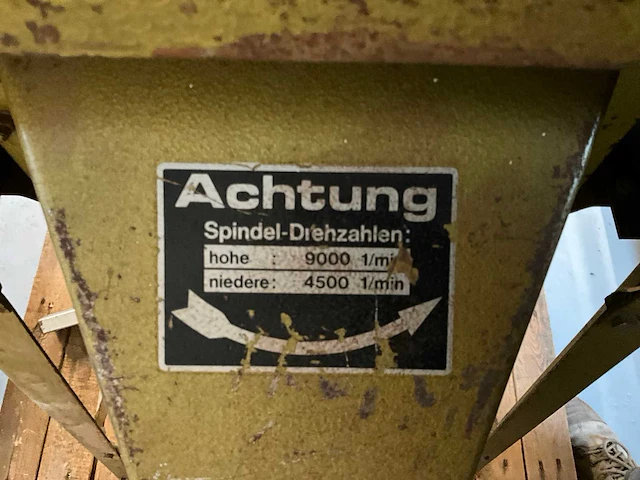 Achtung
Spindel-Drehzahlen:
hohe : 9000 1/min
niedere: 4500 1/min